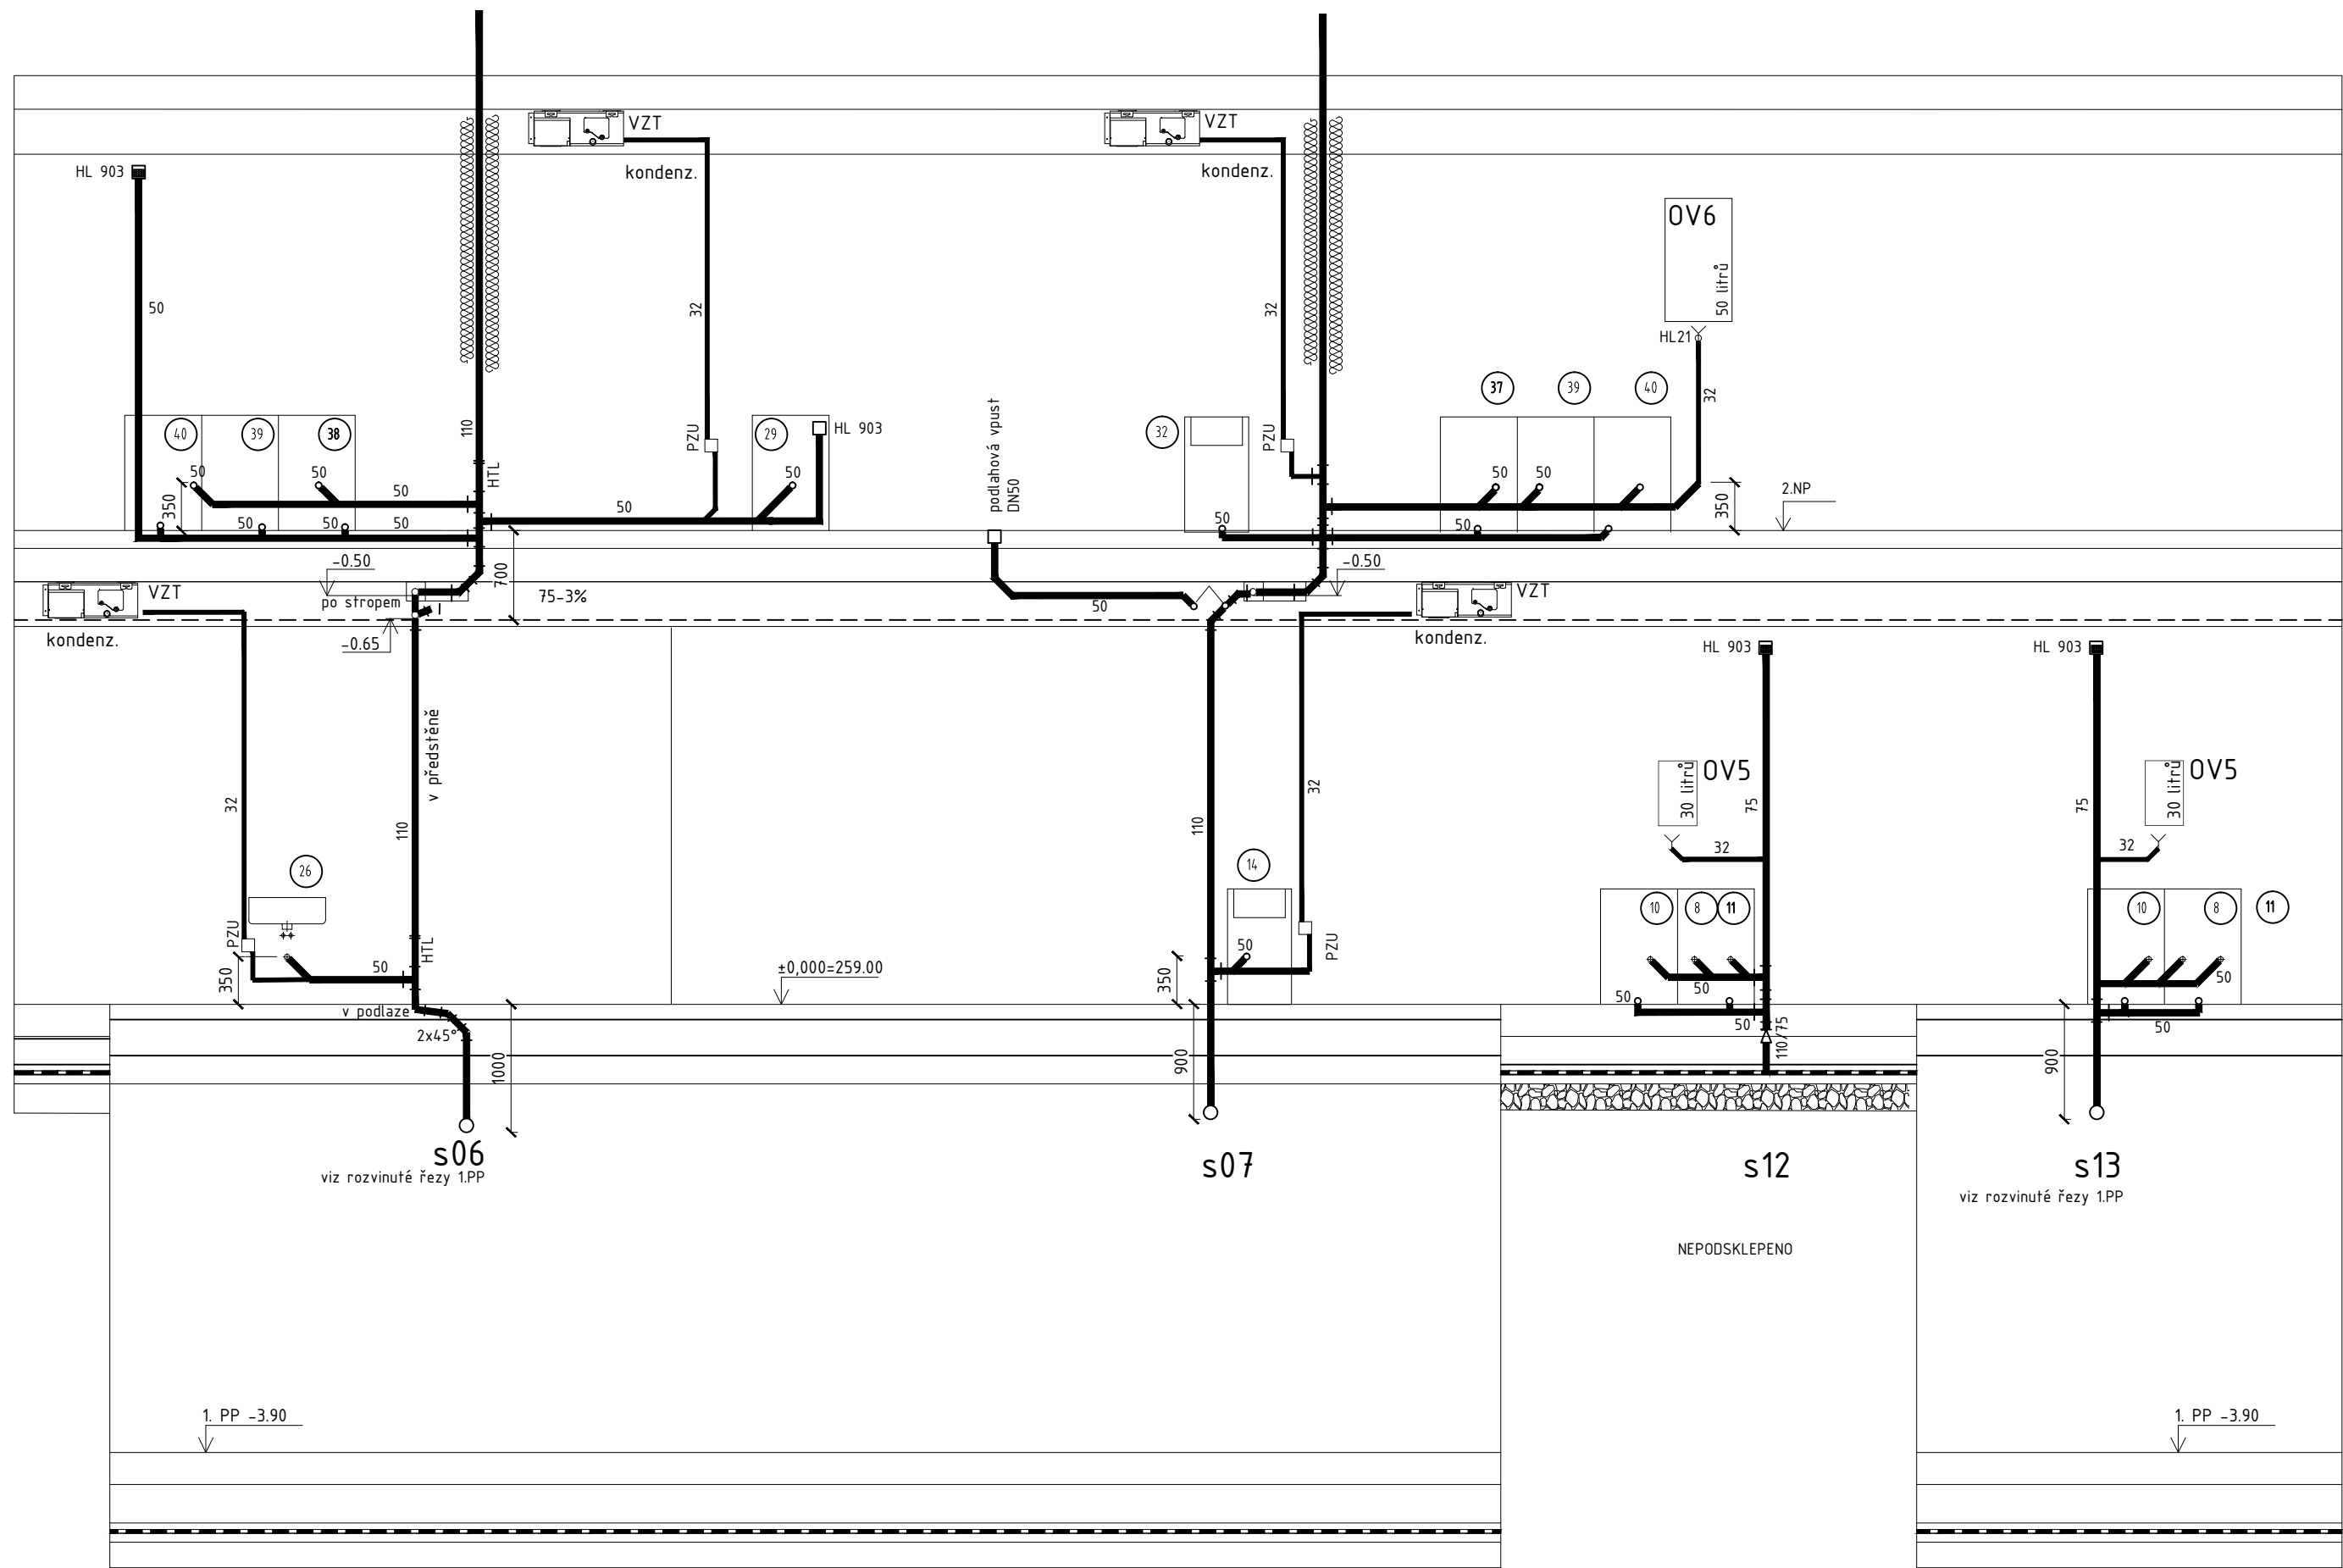 VZT
kondenz.
VZT
kondenz.
HL 903
OV6
50 litrů
HL21
50
32
32
32
110
HTL
PZU
40
39
38
50
50
50
350
50
50
50
29
HL 903
50
50
podlahová vpust
DN50
32
PZU
50
37
39
40
50
50
50
350
2.NP
-0.50
po stropem
-0.65
700
75-3%
50
-0.50
VZT
kondenz.
VZT
kondenz.
v předstěně
32
110
26
PZU
HTL
350
50
v podlaze
2x45°
1000
±0,000=259.00
110
32
14
50
PZU
350
900
HL 903
HL 903
30 litrů
OV5
75
32
10
8
11
50
50
50
110/75
30 litrů
OV5
75
32
10
8
11
50
50
900
s06
viz rozvinuté řezy 1.PP
s07
s12
s13
viz rozvinuté řezy 1.PP
NEPODSKLEPENO
1. PP -3.90
1. PP -3.90